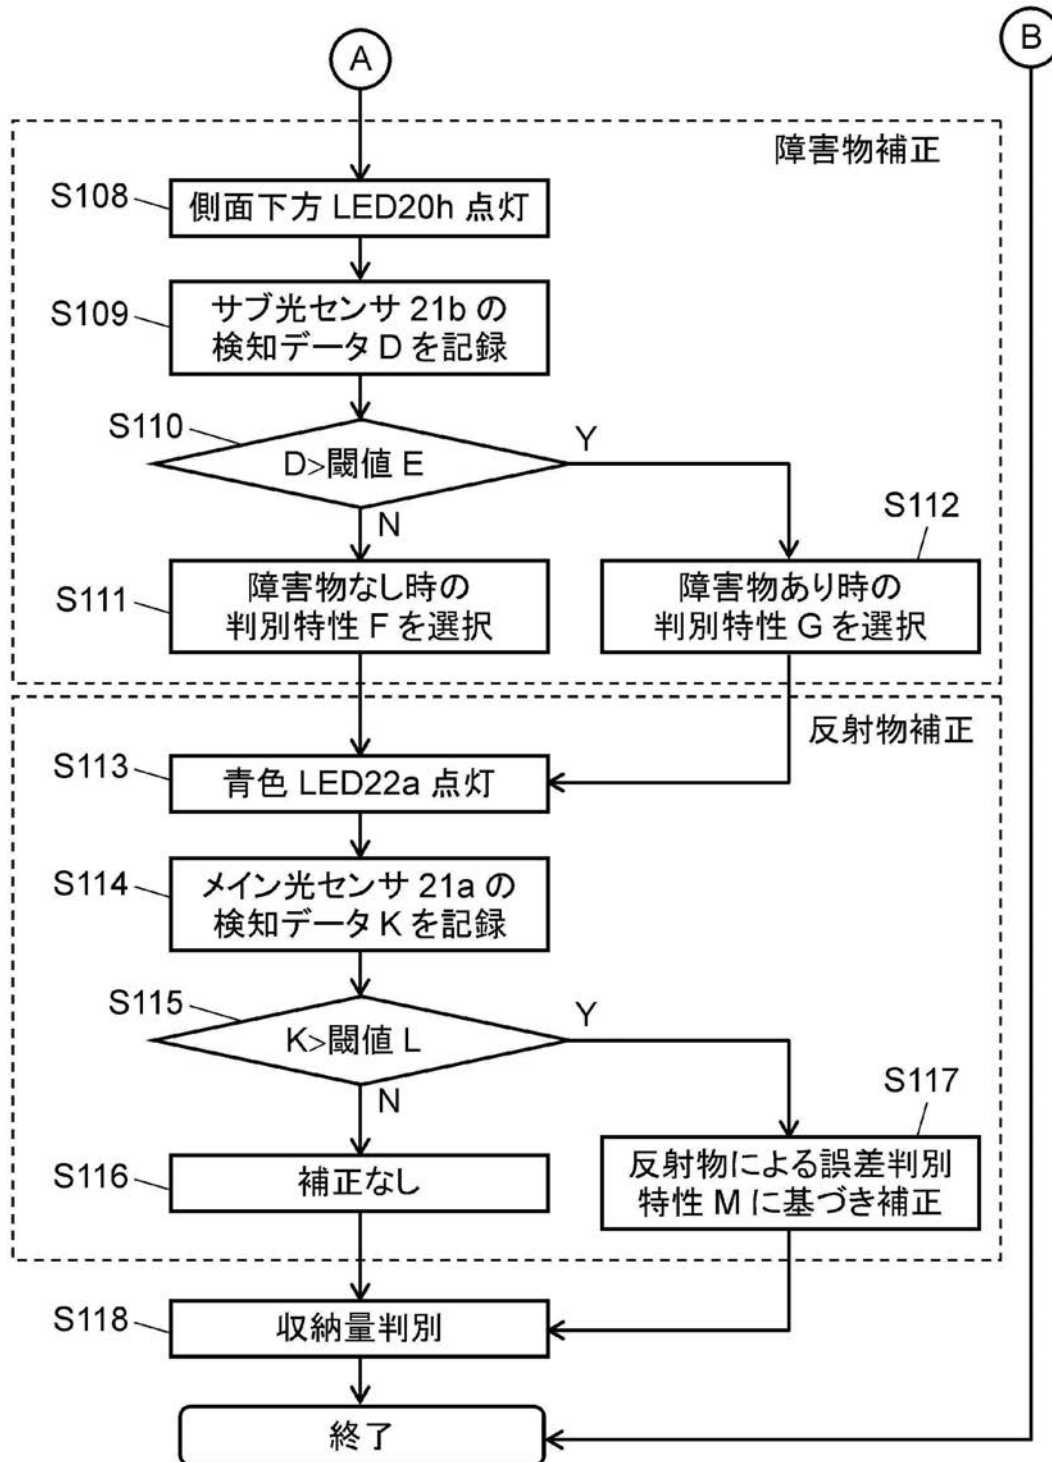 A
B
障害物補正
S108
側面下方 LED20h 点灯
S109
サブ光センサ 21b の
検知データ D を記録
S110
D>閾値 E
Y
N
S112
S111
障害物なし時の
判別特性 F を選択
障害物あり時の
判別特性 G を選択
反射物補正
S113
青色 LED22a 点灯
S114
メイン光センサ 21a の
検知データ K を記録
S115
K>閾値 L
Y
N
S117
S116
補正なし
反射物による誤差判別
特性 M に基づき補正
S118
収納量判別
終了